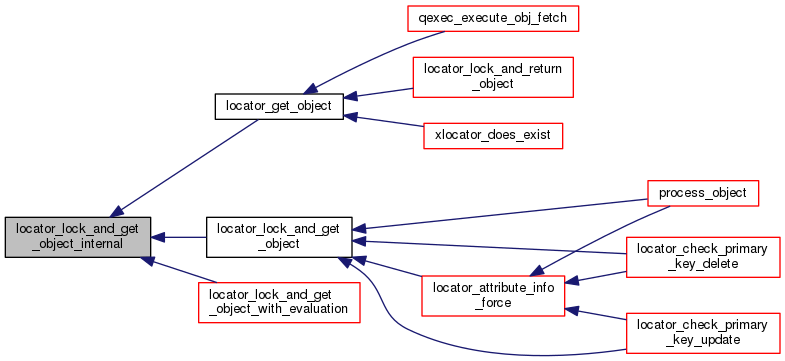 qexec_execute_obj_fetch
locator_lock_and_return
_object
locator_get_object
xlocator_does_exist
process_object
locator_lock_and_get
_object_internal
locator_lock_and_get
_object
locator_check_primary
_key_delete
locator_attribute_info
_force
locator_lock_and_get
_object_with_evaluation
locator_check_primary
_key_update